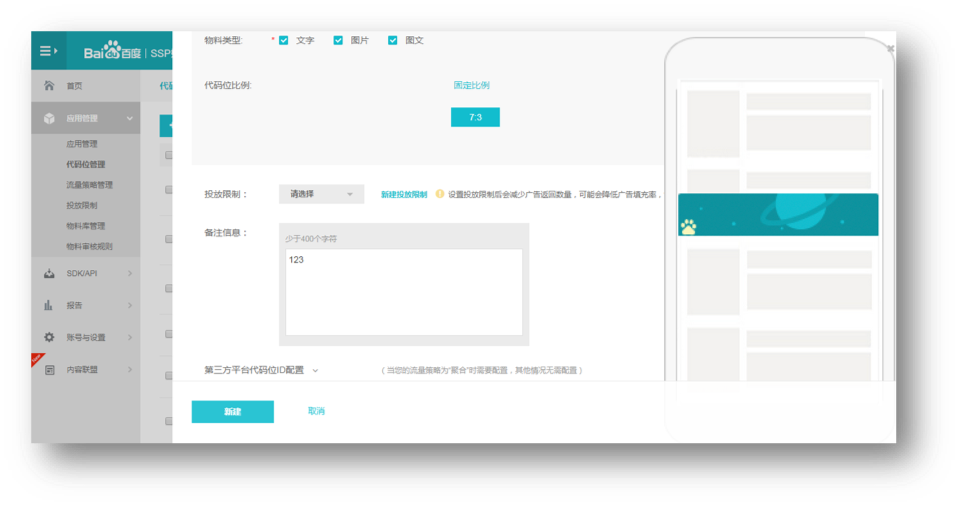 物料类型:
* 文字 图片 图文
Bai百度 | SSP
首页
代码
代码位比例:
固定比例
7:3
应用管理
应用管理
代码位管理
流量策略管理
投放限制
物料库管理
物料审核规则
SDK/API
报告
账号与设置
内容联盟
投放限制：
请选择
新建投放限制
设置投放限制后会减少广告返回数量，可能会降低广告填充率，
备注信息：
少于400个字符
123
第三方平台代码位ID配置
（当您的流量策略为“聚合”时需要配置，其他情况无需配置）
新建
取消